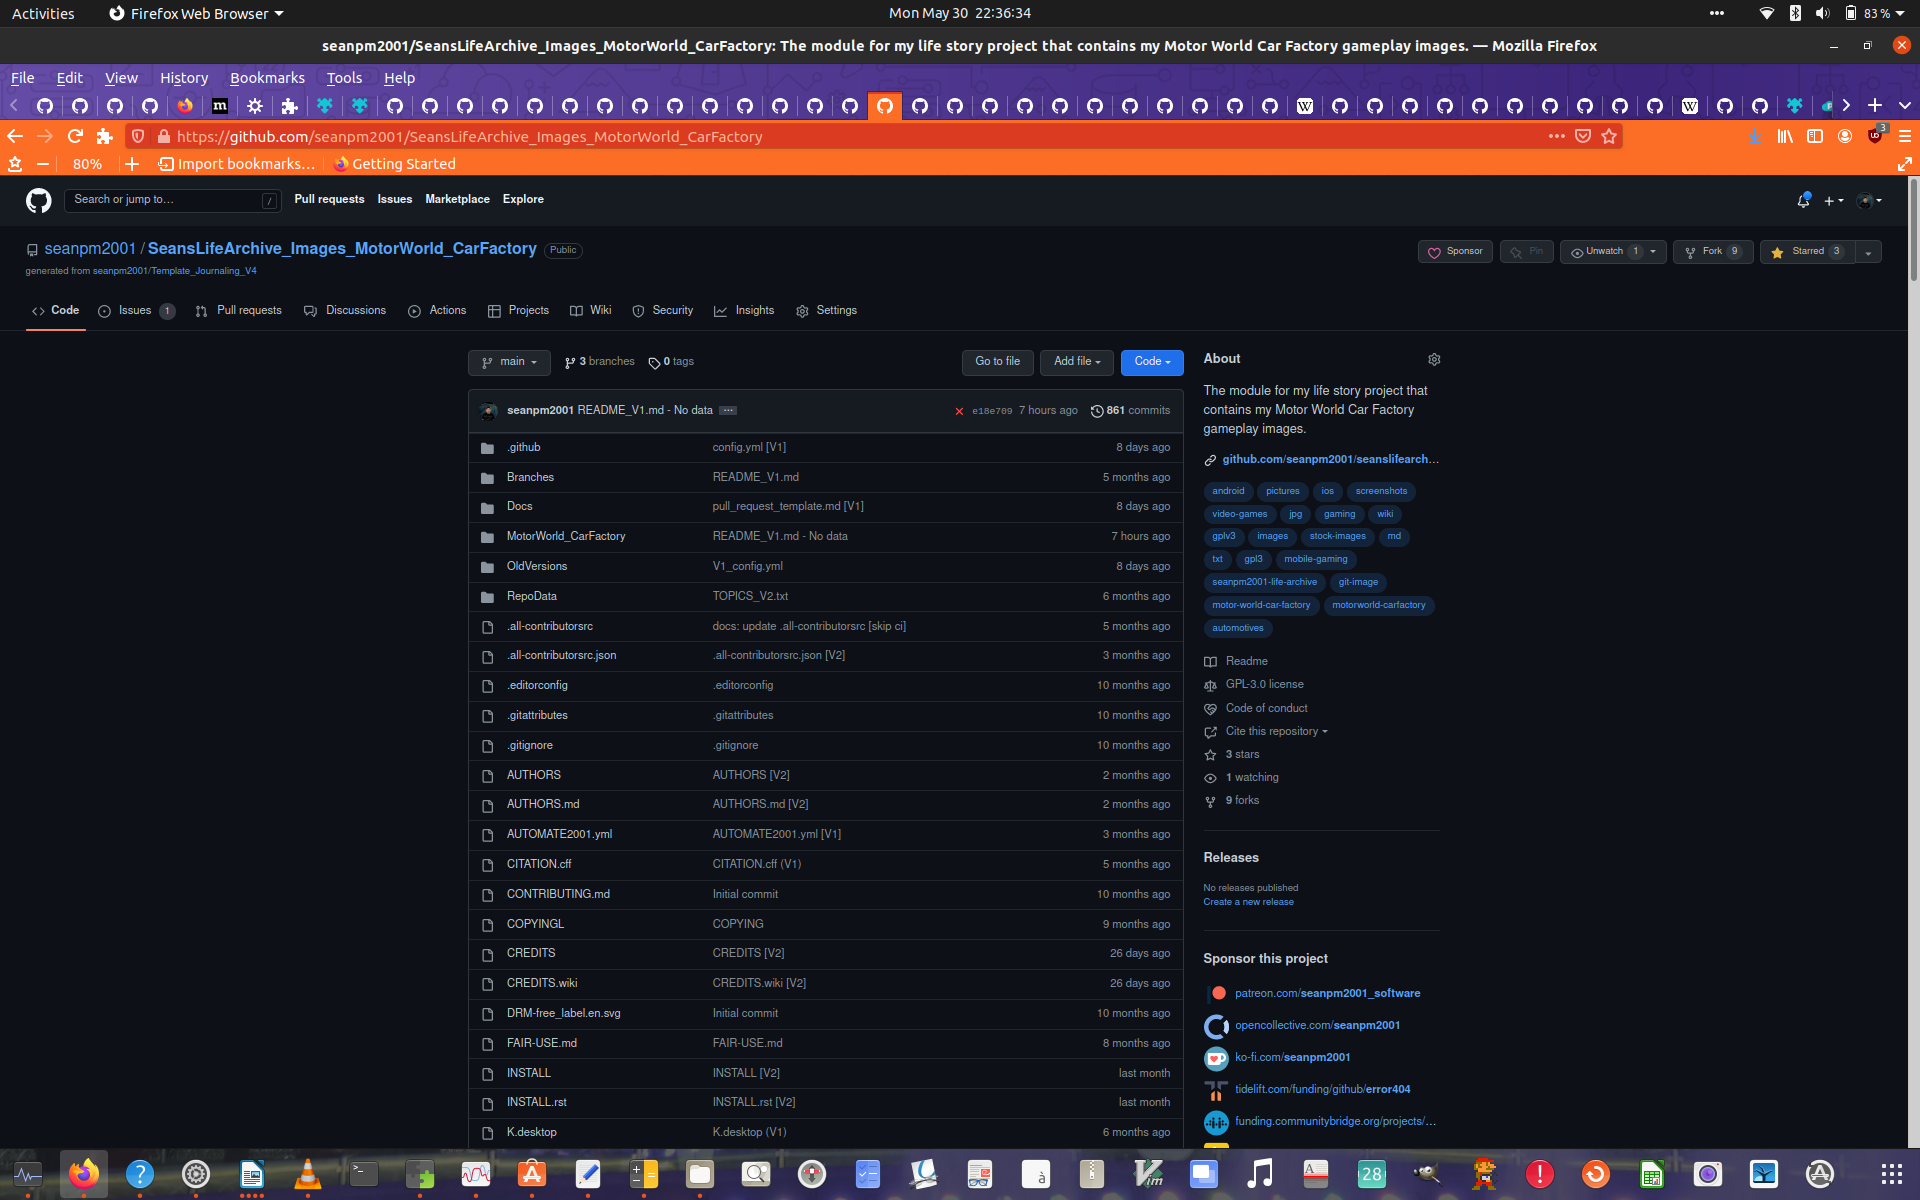 Activities Firefox Web Browser Mon May 30 22:36:34 83 %
seanpm2001/SeansLifeArchive_Images_MotorWorld_CarFactory: The module for my life story project that contains my Motor World Car Factory gameplay images. — Mozilla Firefox
File Edit View History Bookmarks Tools Help
https://github.com/seanpm2001/SeansLifeArchive_Images_MotorWorld_CarFactory 3
80% Import bookmarks… Getting Started
Search or jump to… / Pull requests Issues Marketplace Explore
seanpm2001 / SeansLifeArchive_Images_MotorWorld_CarFactory Public Sponsor Pin Unwatch 1 Fork 9 Starred 3
generated from seanpm2001/Template_Journaling_V4
Code Issues 1 Pull requests Discussions Actions Projects Wiki Security Insights Settings
main 3 branches 0 tags Go to file Add file Code
seanpm2001 README_V1.md - No data e18e709 7 hours ago 861 commits
.github config.yml [V1] 8 days ago
Branches README_V1.md 5 months ago
Docs pull_request_template.md [V1] 8 days ago
MotorWorld_CarFactory README_V1.md - No data 7 hours ago
OldVersions V1_config.yml 8 days ago
RepoData TOPICS_V2.txt 6 months ago
.all-contributorsrc docs: update .all-contributorsrc [skip ci] 5 months ago
.all-contributorsrc.json .all-contributorsrc.json [V2] 3 months ago
.editorconfig .editorconfig 10 months ago
.gitattributes .gitattributes 10 months ago
.gitignore .gitignore 10 months ago
AUTHORS AUTHORS [V2] 2 months ago
AUTHORS.md AUTHORS.md [V2] 2 months ago
AUTOMATE2001.yml AUTOMATE2001.yml [V1] 3 months ago
CITATION.cff CITATION.cff (V1) 5 months ago
CONTRIBUTING.md Initial commit 10 months ago
COPYINGL COPYING 9 months ago
CREDITS CREDITS [V2] 26 days ago
CREDITS.wiki CREDITS.wiki [V2] 26 days ago
DRM-free_label.en.svg Initial commit 10 months ago
FAIR-USE.md FAIR-USE.md 8 months ago
INSTALL INSTALL [V2] last month
INSTALL.rst INSTALL.rst [V2] last month
K.desktop K.desktop (V1) 6 months ago
About
The module for my life story project that
contains my Motor World Car Factory
gameplay images.
github.com/seanpm2001/seanslifearch…
android pictures ios screenshots
video-games jpg gaming wiki
gplv3 images stock-images md
txt gpl3 mobile-gaming
seanpm2001-life-archive git-image
motor-world-car-factory motorworld-carfactory
automotives
Readme
GPL-3.0 license
Code of conduct
Cite this repository
3 stars
1 watching
9 forks
Releases
No releases published
Create a new release
Sponsor this project
patreon.com/seanpm2001_software
opencollective.com/seanpm2001
ko-fi.com/seanpm2001
tidelift.com/funding/github/error404
funding.communitybridge.org/projects/…
28